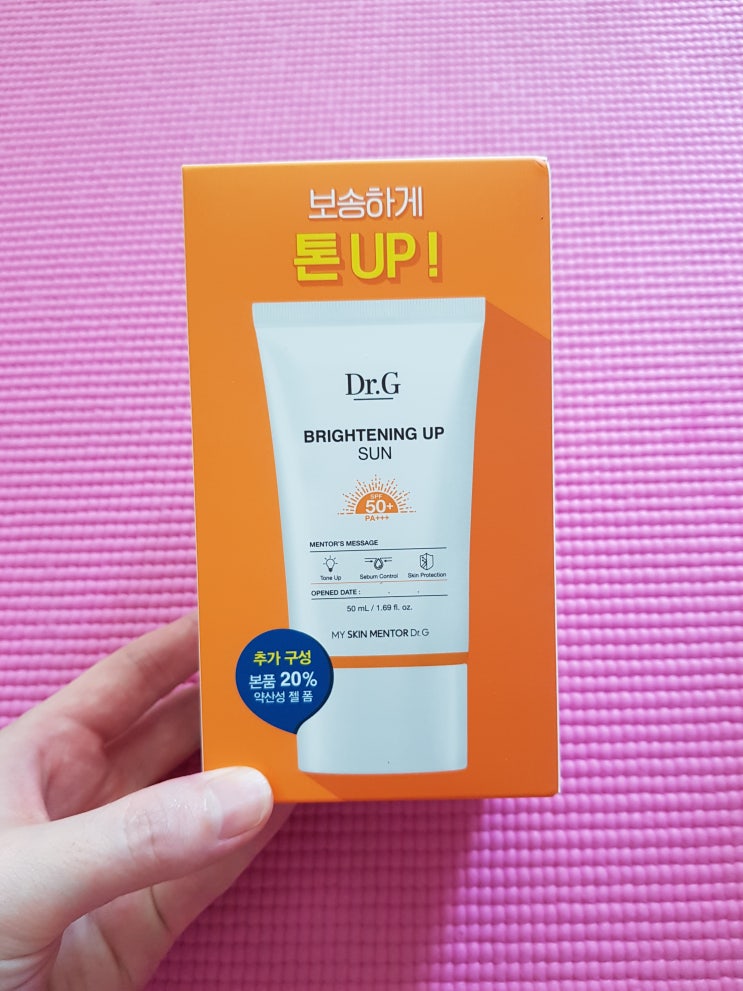 보송하게
톤 UP !
Dr.G
BRIGHTENING UP
SUN
SPF
50+
PA+++
MENTOR'S MESSAGE
Tone Up Sebum Control Skin Protection
OPENED DATE : . .
50 mL / 1.69 fl. oz.
MY SKIN MENTOR Dr.G
추가 구성
본품 20%
약산성 젤 폼